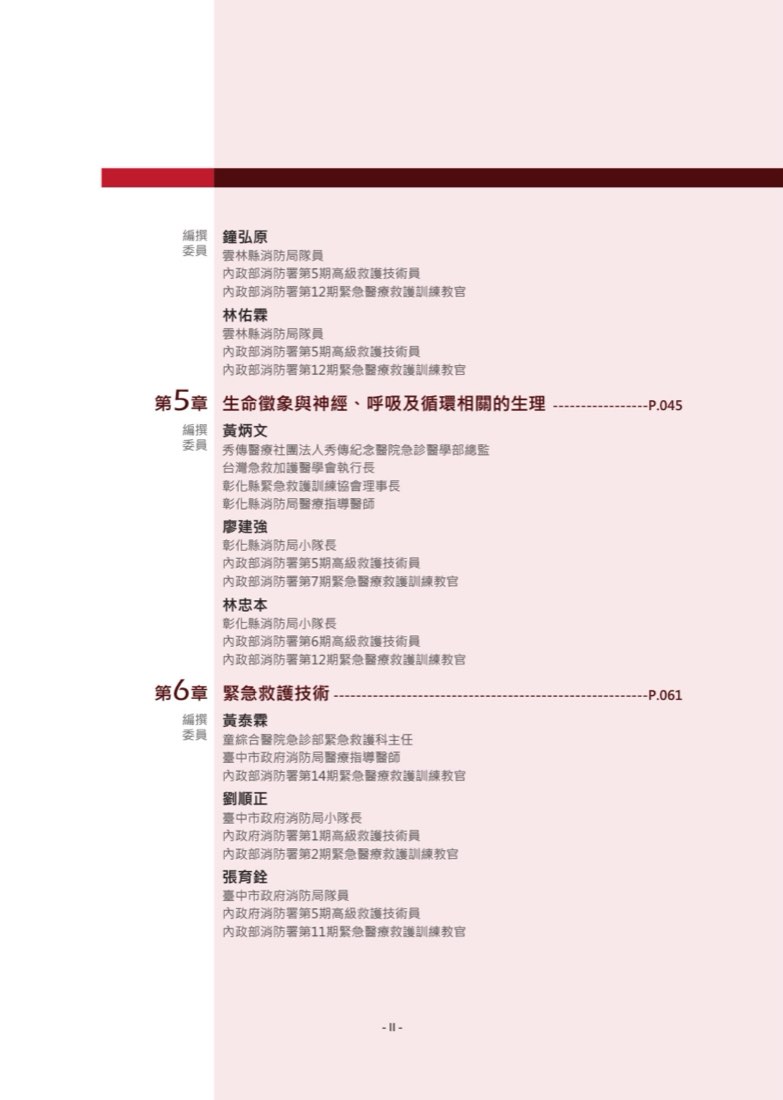 編撰
委員
鐘弘原
雲林縣消防局隊員
內政部消防署第5期高級救護技術員
內政部消防署第12期緊急醫療救護訓練教官
林佑霖
雲林縣消防局隊員
內政部消防署第5期高級救護技術員
內政部消防署第12期緊急醫療救護訓練教官
第5章 生命徵象與神經、呼吸及循環相關的生理 -----------------P.045
編撰
委員
黃炳文
秀傳醫療社團法人秀傳紀念醫院急診醫學部總監
台灣急救加護醫學會執行長
彰化縣緊急救護訓練協會理事長
彰化縣消防局醫療指導醫師
廖建強
彰化縣消防局小隊長
內政部消防署第5期高級救護技術員
內政部消防署第7期緊急醫療救護訓練教官
林忠本
彰化縣消防局小隊長
內政部消防署第6期高級救護技術員
內政部消防署第12期緊急醫療救護訓練教官
第6章 緊急救護技術 --------------------------------------------------------P.061
編撰
委員
黃泰霖
童綜合醫院急診部緊急救護科主任
臺中市政府消防局醫療指導醫師
內政部消防署第14期緊急醫療救護訓練教官
劉順正
臺中市政府消防局小隊長
內政府消防署第1期高級救護技術員
內政部消防署第2期緊急醫療救護訓練教官
張育銓
臺中市政府消防局隊員
內政府消防署第5期高級救護技術員
內政部消防署第11期緊急醫療救護訓練教官
- II -